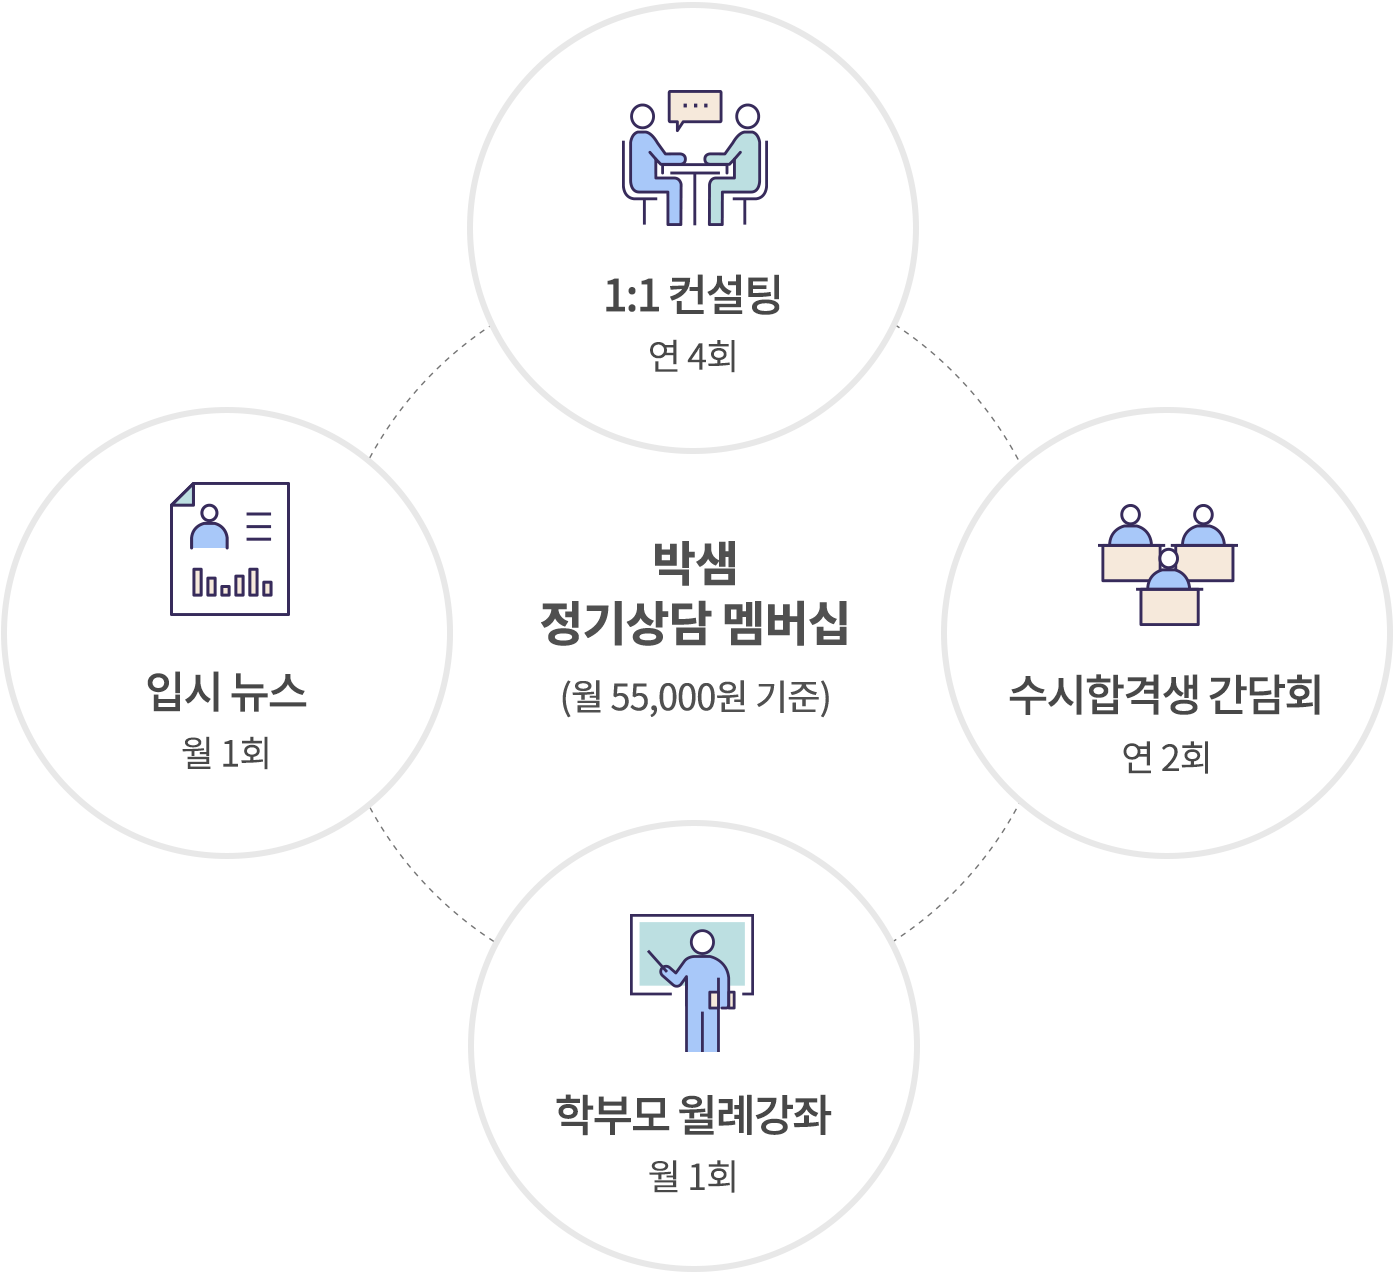 1:1 컨설팅
연 4회
박샘
정기상담 멤버십
(월 55,000원 기준)
입시 뉴스
월 1회
수시합격생 간담회
연 2회
학부모 월례강좌
월 1회